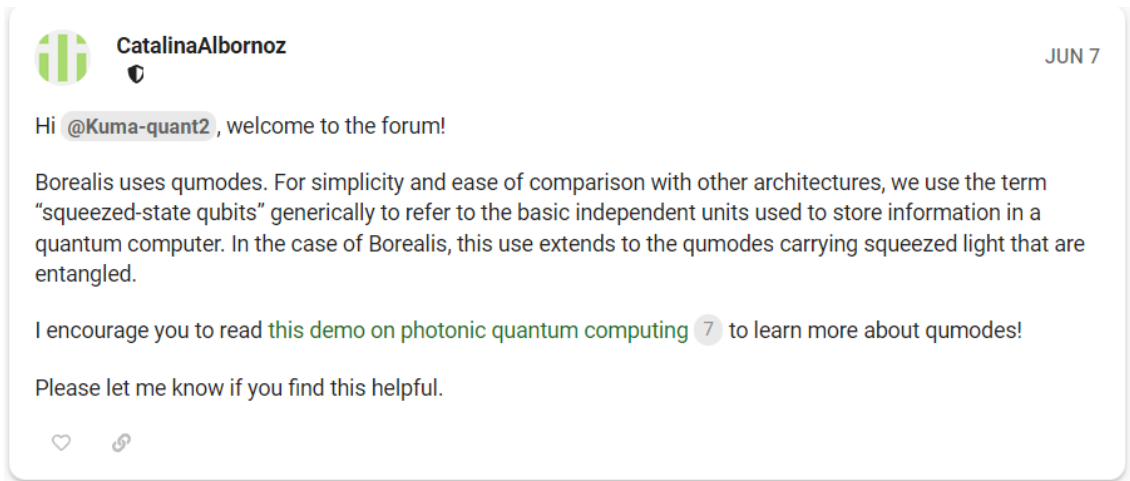 CatalinaAlbornoz
JUN 7
Hi @Kuma-quant2 , welcome to the forum!
Borealis uses qumodes. For simplicity and ease of comparison with other architectures, we use the term
“squeezed-state qubits” generically to refer to the basic independent units used to store information in a
quantum computer. In the case of Borealis, this use extends to the qumodes carrying squeezed light that are
entangled.
I encourage you to read this demo on photonic quantum computing 7 to learn more about qumodes!
Please let me know if you find this helpful.